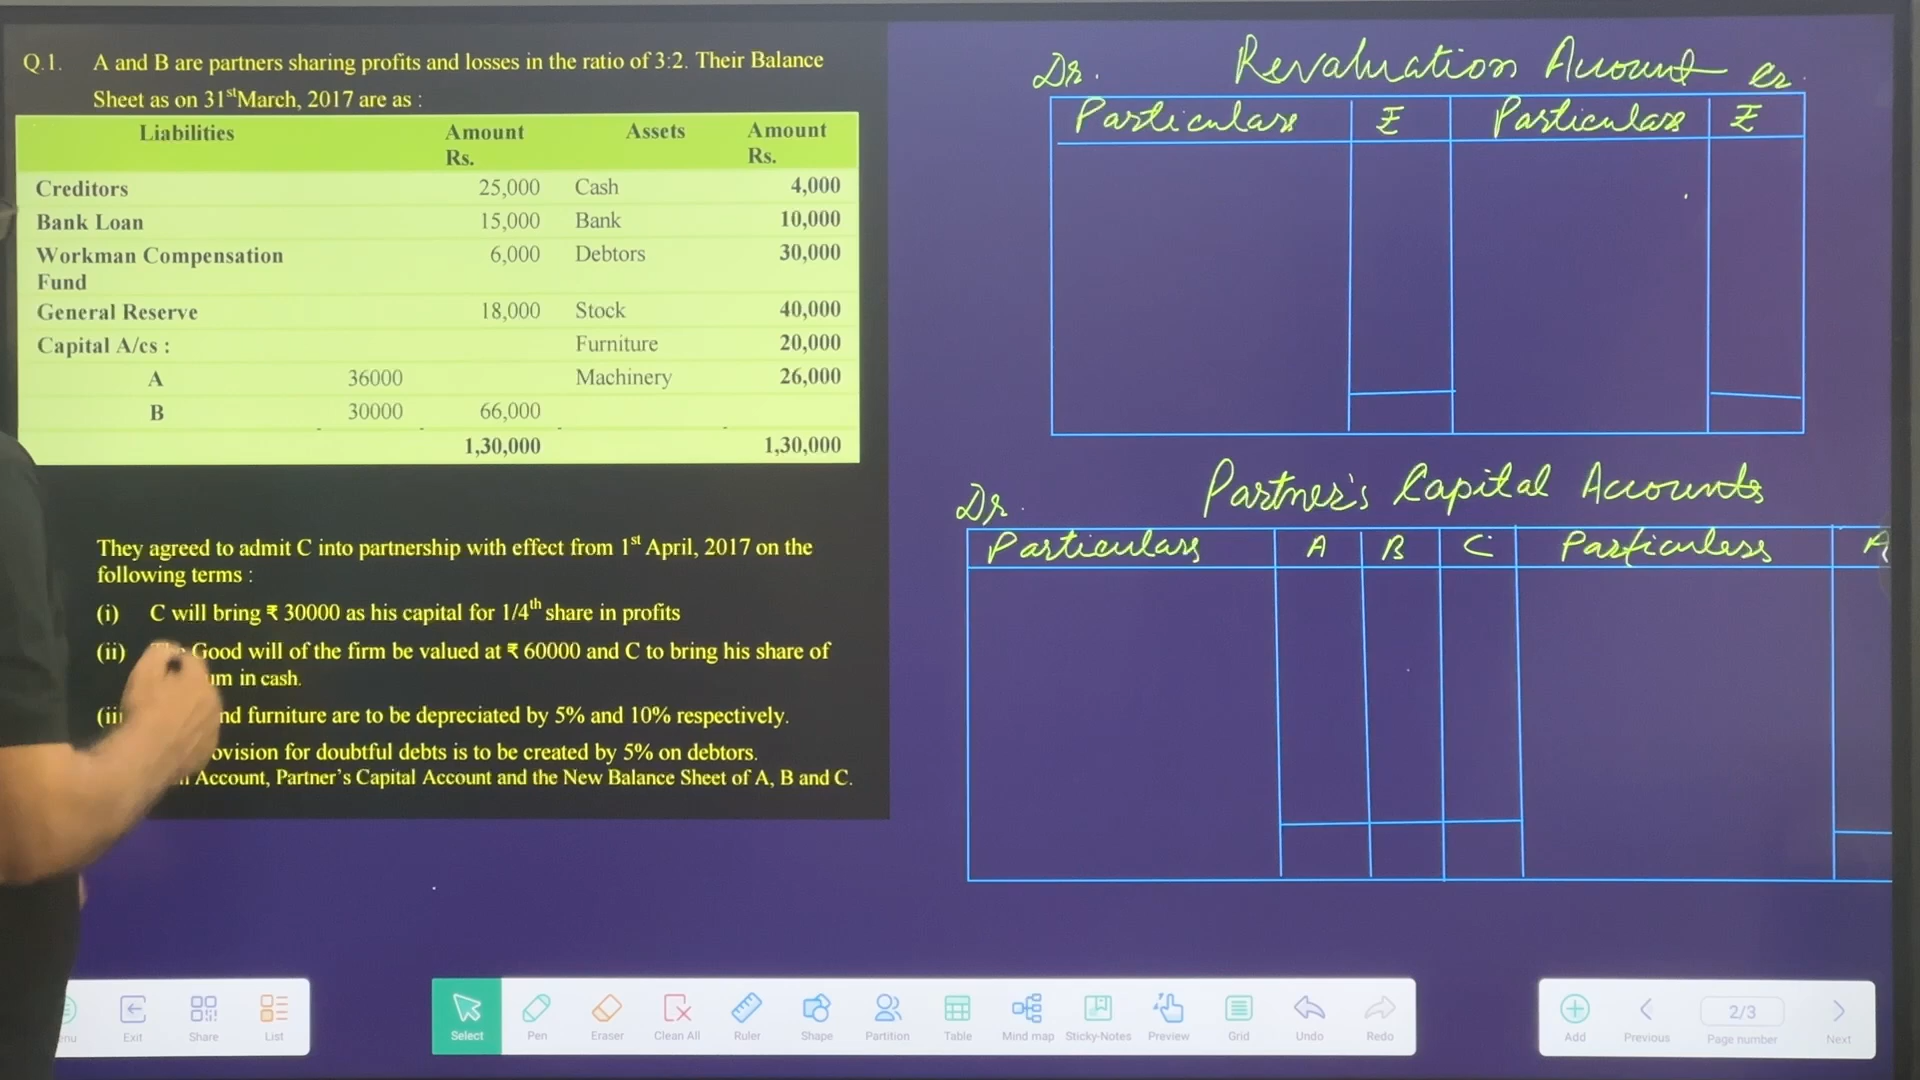 Q.1. A and B are partners sharing profits and losses in the ratio of 3:2. Their Balance
Sheet as on 31st March, 2017 are as :
Liabilities Amount Rs. Assets Amount Rs.
Creditors 25,000 Cash 4,000
Bank Loan 15,000 Bank 10,000
Workman Compensation Fund 6,000 Debtors 30,000
General Reserve 18,000 Stock 40,000
Capital A/cs : Furniture 20,000
A 36000 Machinery 26,000
B 30000 66,000
1,30,000 1,30,000
They agreed to admit C into partnership with effect from 1st April, 2017 on the
following terms :
(i) C will bring ₹ 30000 as his capital for 1/4th share in profits
(ii) Good will of the firm be valued at ₹ 60000 and C to bring his share of
in cash.
furniture are to be depreciated by 5% and 10% respectively.
for doubtful debts is to be created by 5% on debtors.
Account, Partner's Capital Account and the New Balance Sheet of A, B and C.
Dr. Revaluation Account Cr.
Particulars ₹ Particulars ₹
Dr. Partner's Capital Accounts
Particulars A B C Particulars A
Exit Share List
Select Pen Eraser Clean All Ruler Shape Partition Table Mind map Sticky-Notes Preview Grid Undo Redo
Add Previous 2/3 Page number Next